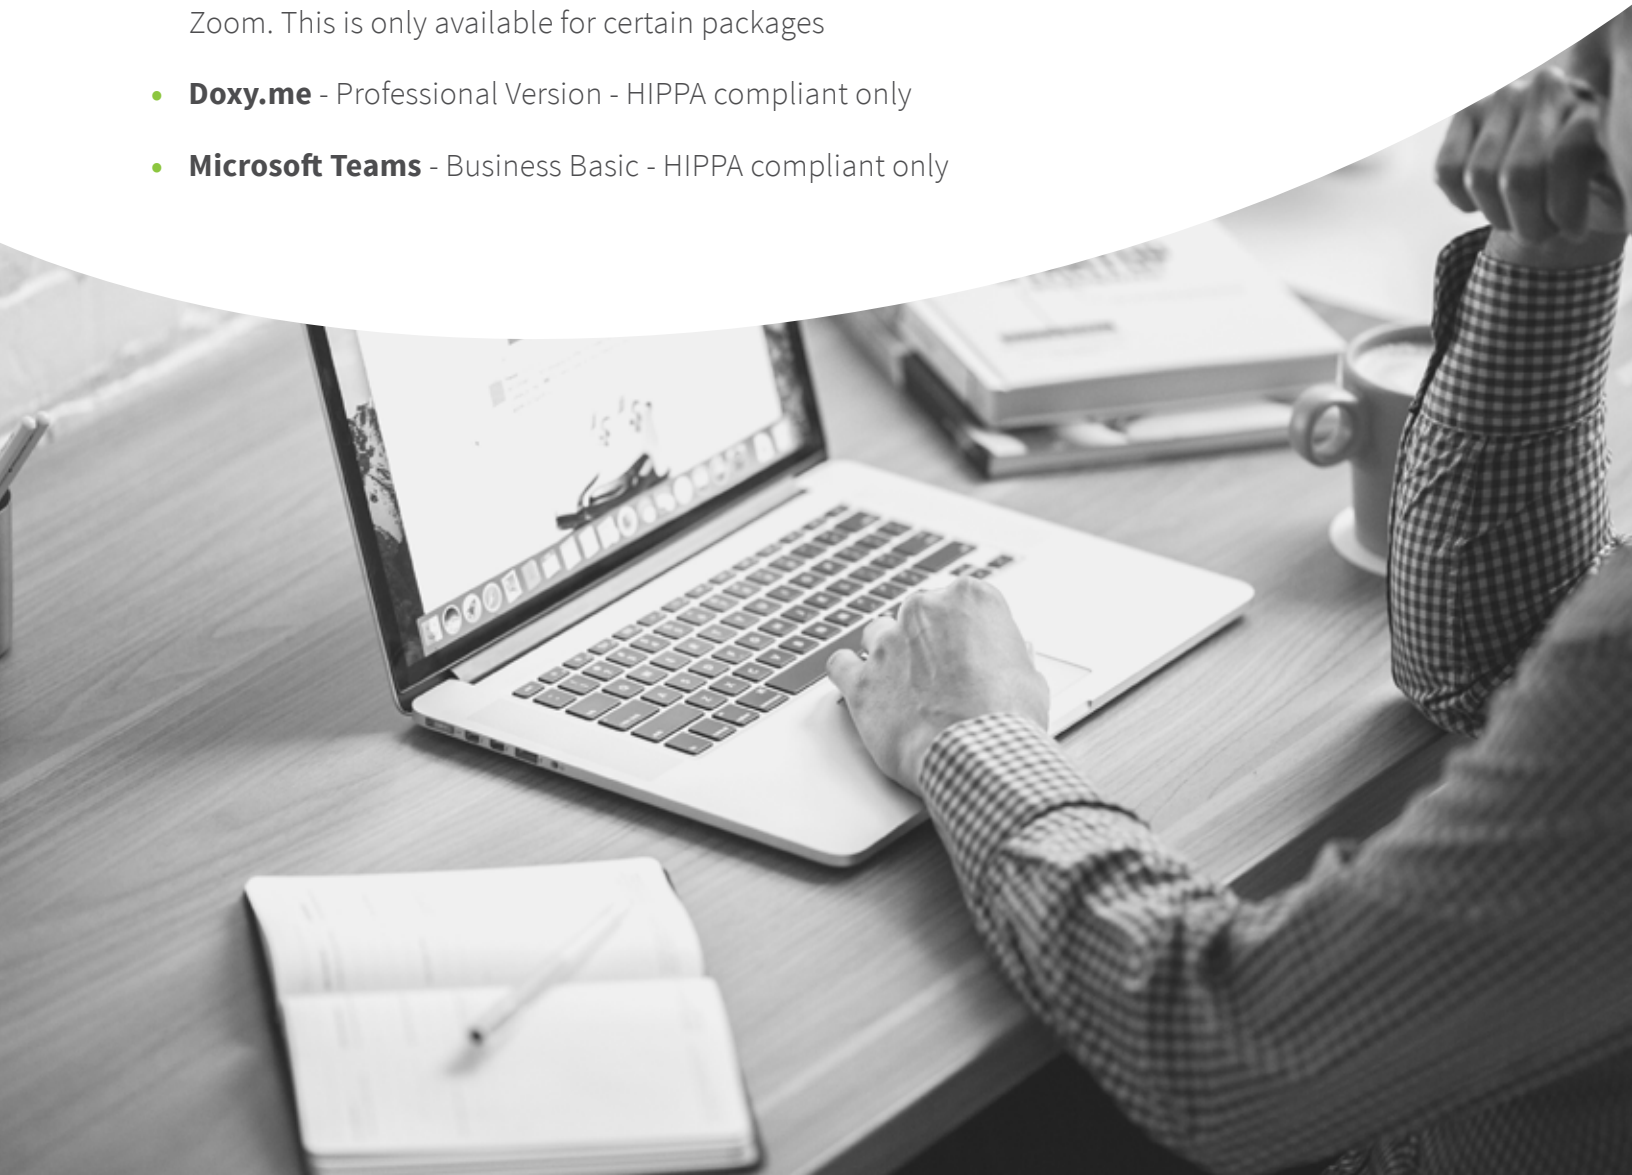 Zoom. This is only available for certain packages
• Doxy.me - Professional Version - HIPPA compliant only
• Microsoft Teams - Business Basic - HIPPA compliant only